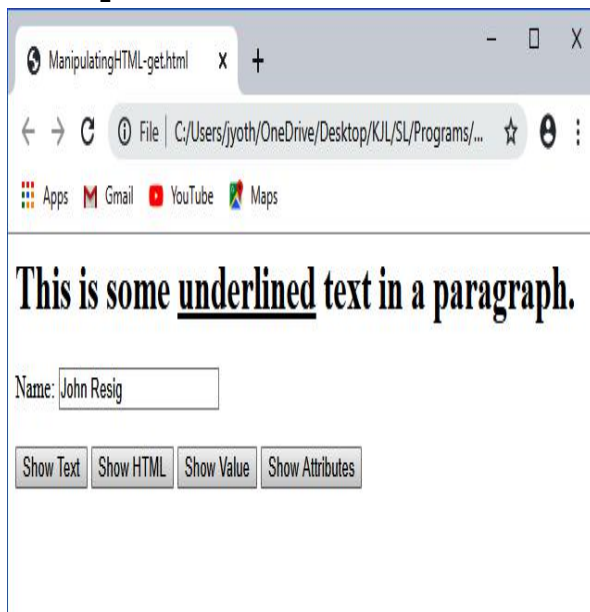 ManipulatingHTML-get.html
File | C:/Users/jyoth/OneDrive/Desktop/KJL/SL/Programs/...
Apps Gmail YouTube Maps
This is some underlined text in a paragraph.
Name: John Resig
Show Text Show HTML Show Value Show Attributes